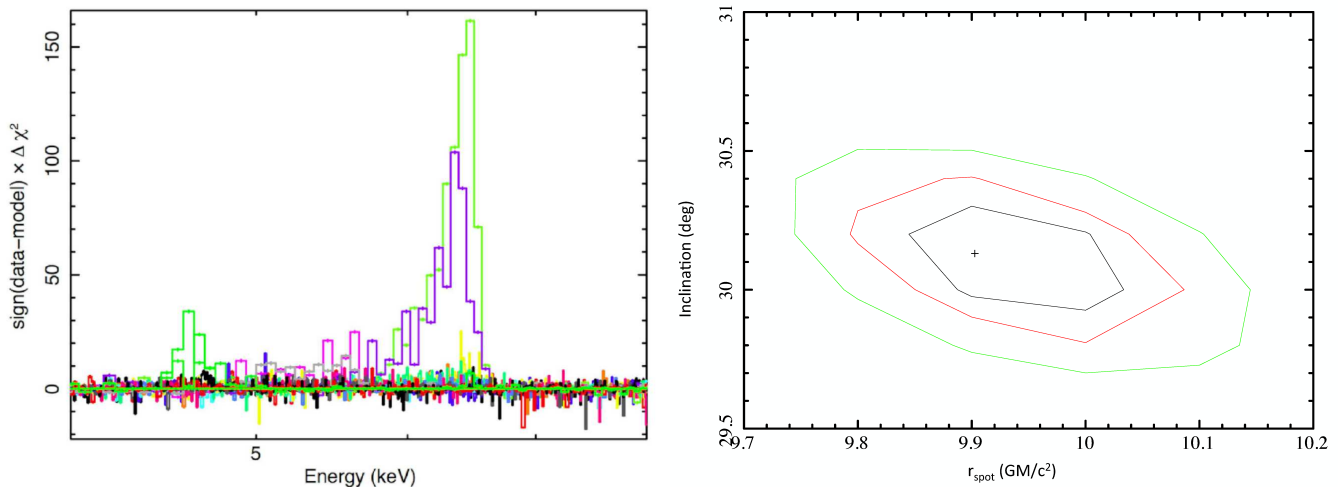 sign(data-model) × Δ χ²
150
100
50
0
5
Energy (keV)
Inclination (deg)
31
30.5
30
29.5
9.7 9.8 9.9 10 10.1 10.2
r_spot (GM/c²)